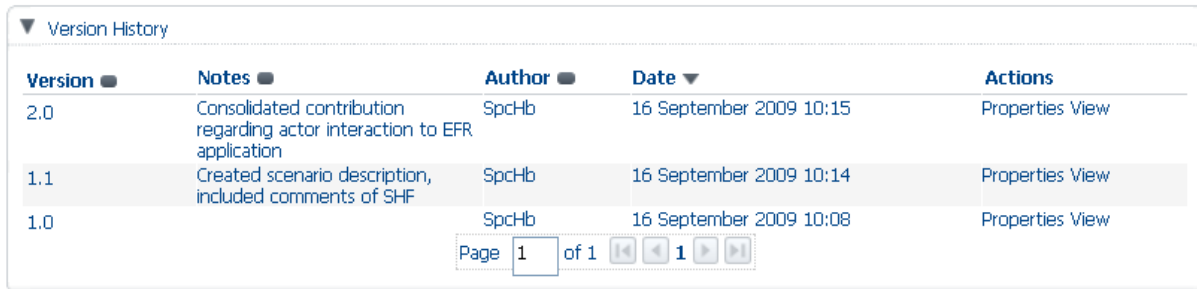 Version History
Version Notes Author Date Actions
2.0 Consolidated contribution SpcHb 16 September 2009 10:15 Properties View
regarding actor interaction to EFR
application
1.1 Created scenario description, SpcHb 16 September 2009 10:14 Properties View
included comments of SHF
1.0 SpcHb 16 September 2009 10:08 Properties View
Page 1 of 1 1